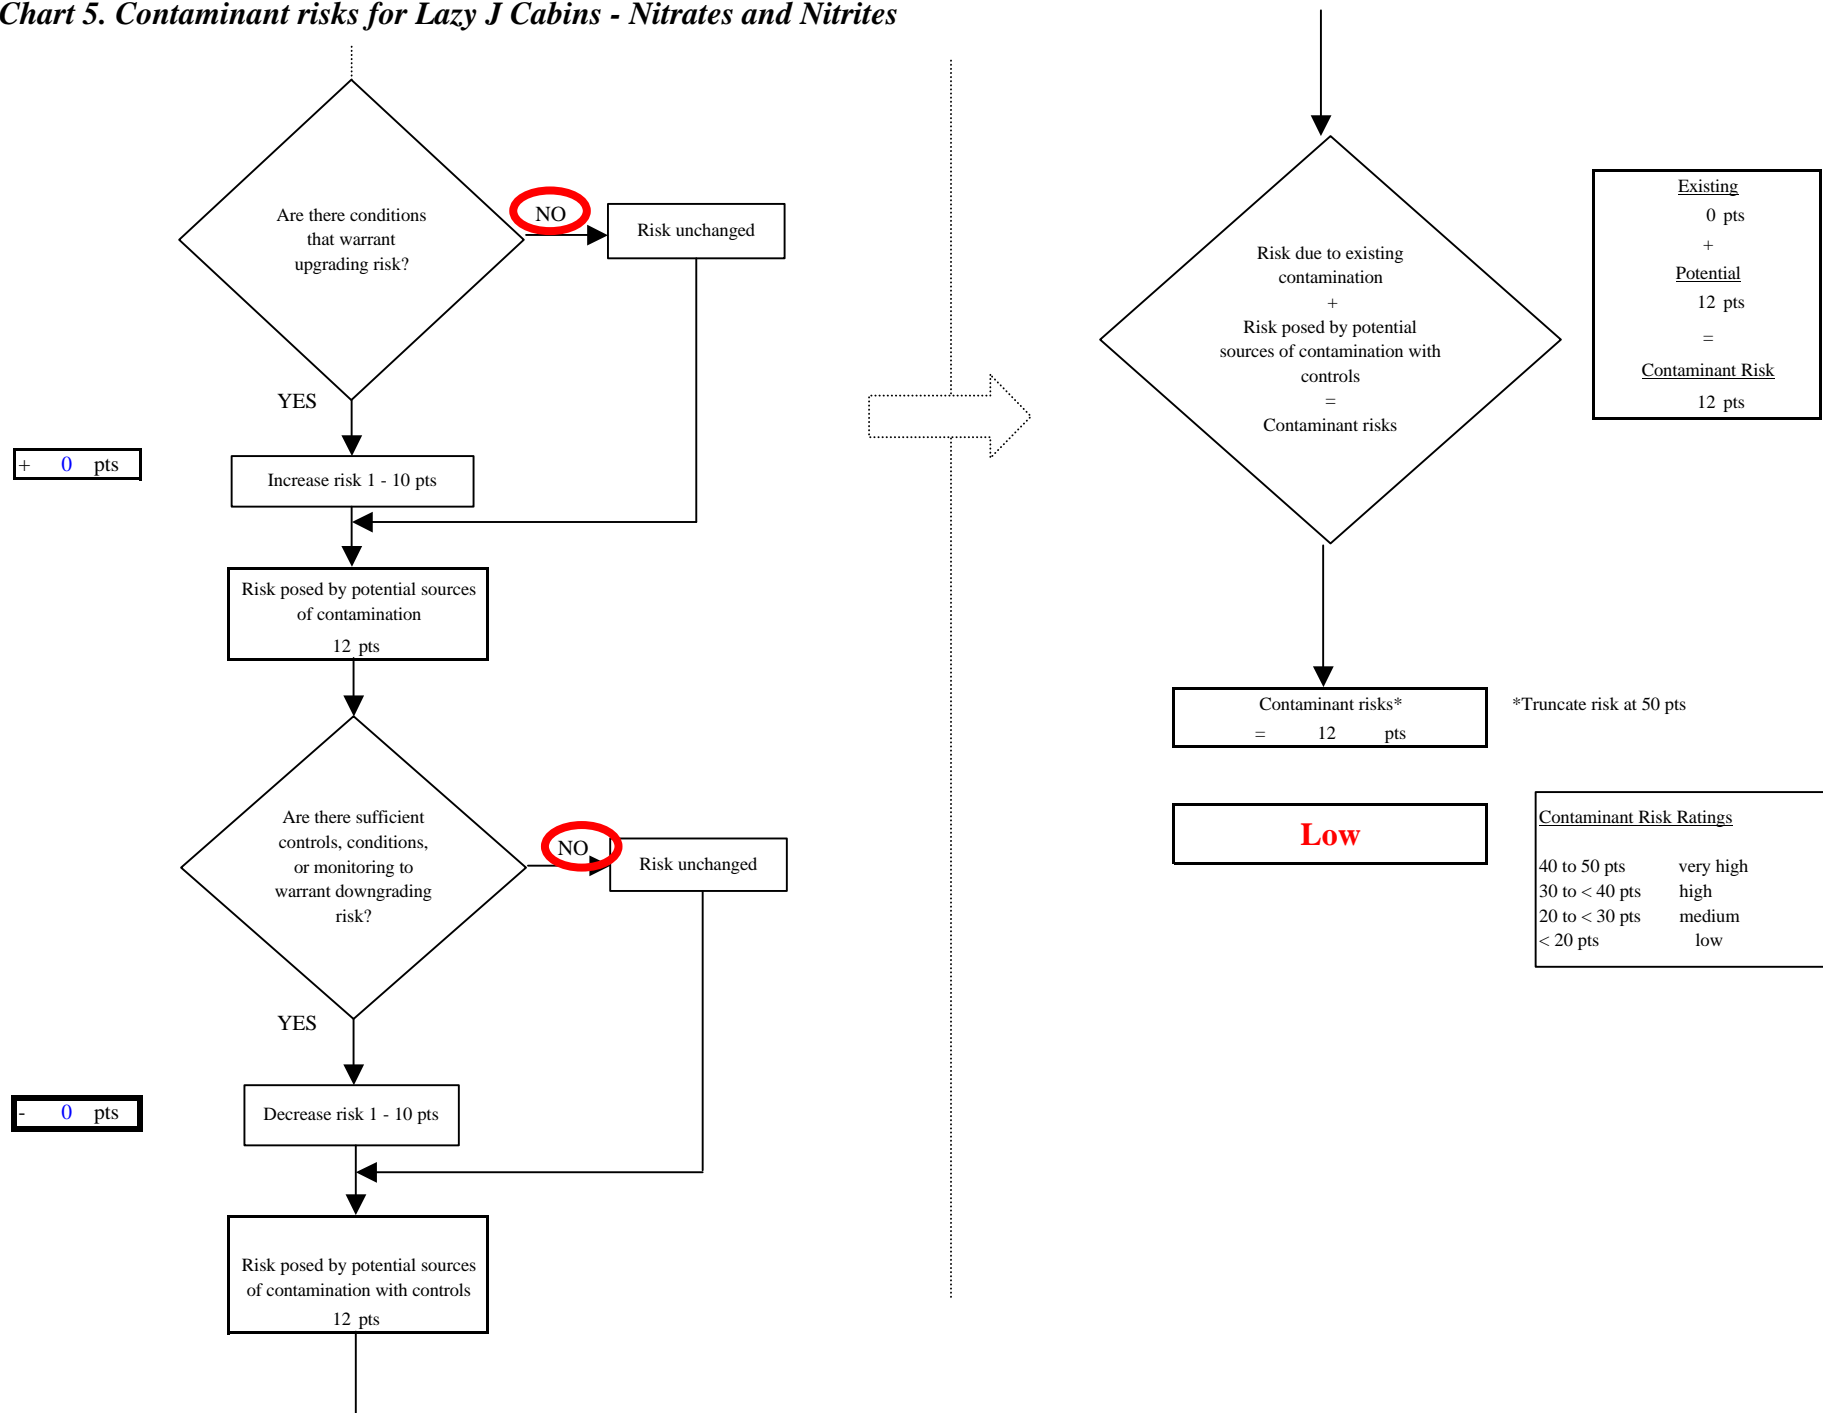 Chart 5. Contaminant risks for Lazy J Cabins - Nitrates and Nitrites
Are there conditions
that warrant
upgrading risk?
NO
Risk unchanged
YES
+ 0 pts
Increase risk 1 - 10 pts
Risk posed by potential sources
of contamination
12 pts
Are there sufficient
controls, conditions,
or monitoring to
warrant downgrading
risk?
NO
Risk unchanged
YES
- 0 pts
Decrease risk 1 - 10 pts
Risk posed by potential sources
of contamination with controls
12 pts
Risk due to existing
contamination
+
Risk posed by potential
sources of contamination with
controls
=
Contaminant risks
Existing
0 pts
+
Potential
12 pts
=
Contaminant Risk
12 pts
Contaminant risks*
= 12 pts
*Truncate risk at 50 pts
Low
Contaminant Risk Ratings
40 to 50 pts very high
30 to < 40 pts high
20 to < 30 pts medium
< 20 pts low